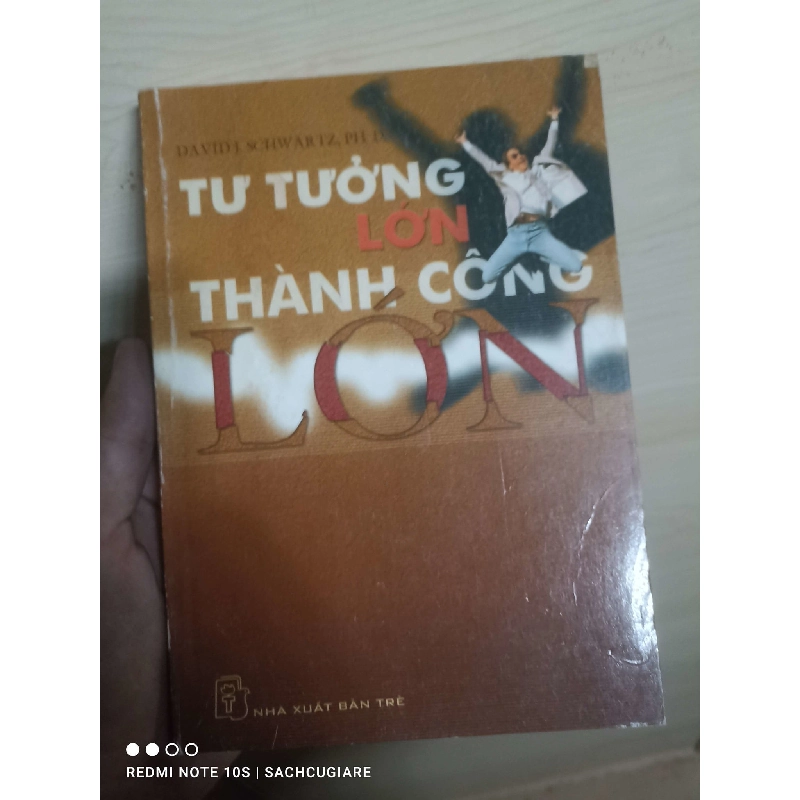 DAVID J. SCHWARTZ, PH. D.
TƯ TƯỞNG
LỚN
THÀNH CÔNG
LỚN
T
NHÀ XUẤT BẢN TRẺ
REDMI NOTE 10S | SACHCUGIARE